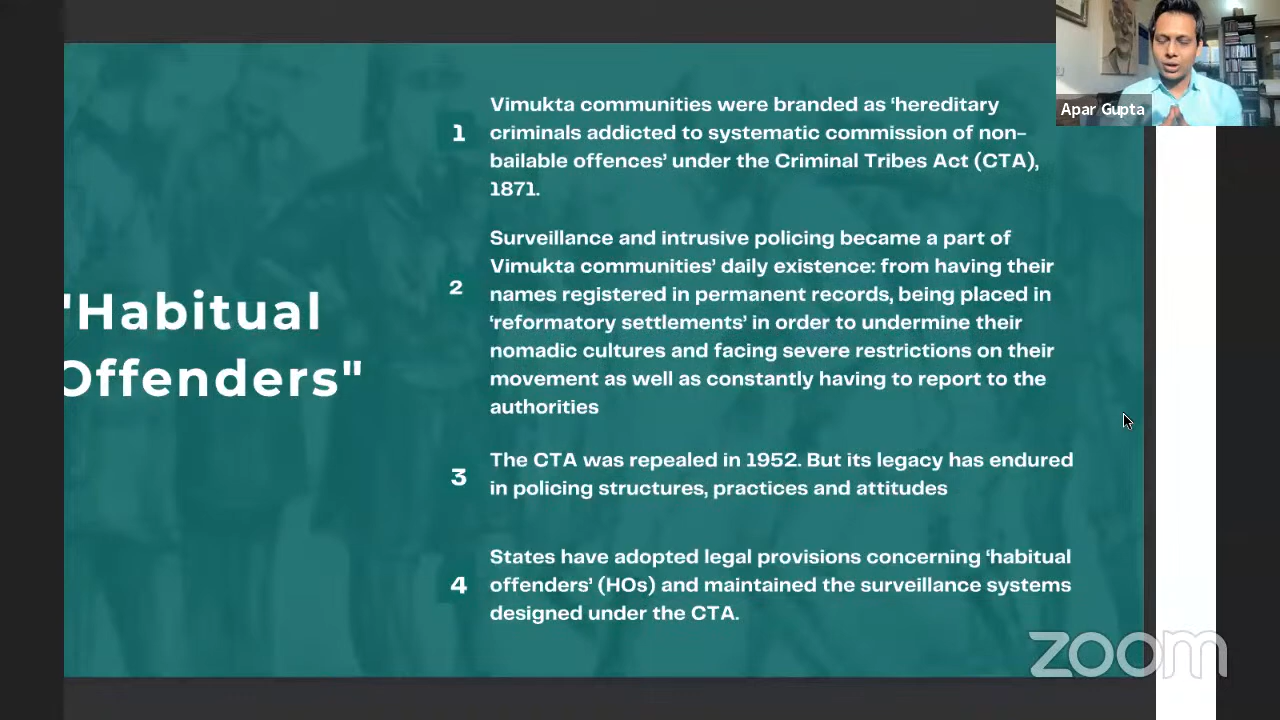 Apar Gupta
"Habitual
Offenders"
1
Vimukta communities were branded as ‘hereditary
criminals addicted to systematic commission of non-
bailable offences’ under the Criminal Tribes Act (CTA),
1871.
2
Surveillance and intrusive policing became a part of
Vimukta communities’ daily existence: from having their
names registered in permanent records, being placed in
‘reformatory settlements’ in order to undermine their
nomadic cultures and facing severe restrictions on their
movement as well as constantly having to report to the
authorities
3
The CTA was repealed in 1952. But its legacy has endured
in policing structures, practices and attitudes
4
States have adopted legal provisions concerning ‘habitual
offenders’ (HOs) and maintained the surveillance systems
designed under the CTA.
zoom